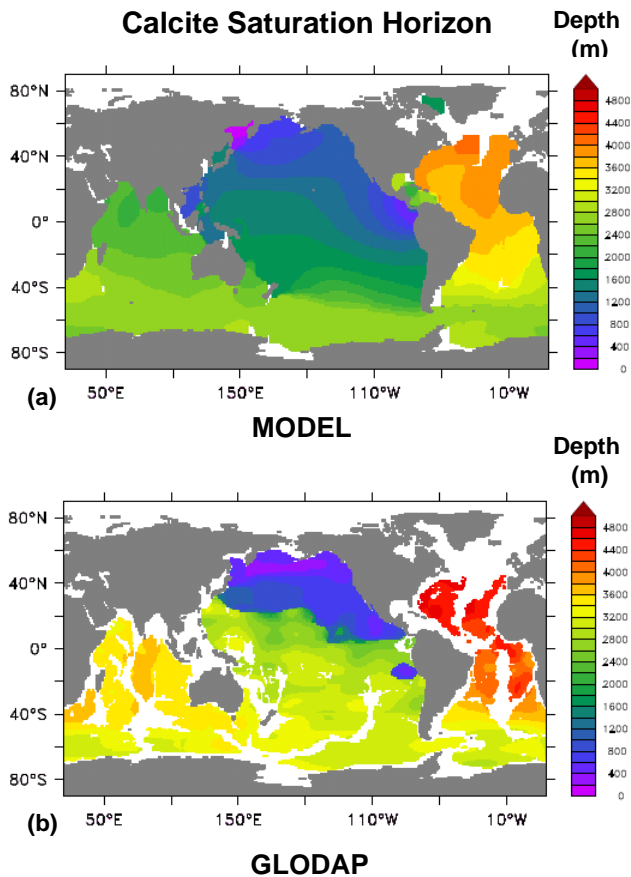 Calcite Saturation Horizon
Depth
(m)
80°N
40°N
0°
40°S
80°S
4800
4400
4000
3600
3200
2800
2400
2000
1600
1200
800
400
0
(a)
50°E
150°E
110°W
10°W
MODEL
Depth
(m)
80°N
40°N
0°
40°S
80°S
4800
4400
4000
3600
3200
2800
2400
2000
1600
1200
800
400
0
(b)
50°E
150°E
110°W
10°W
GLODAP